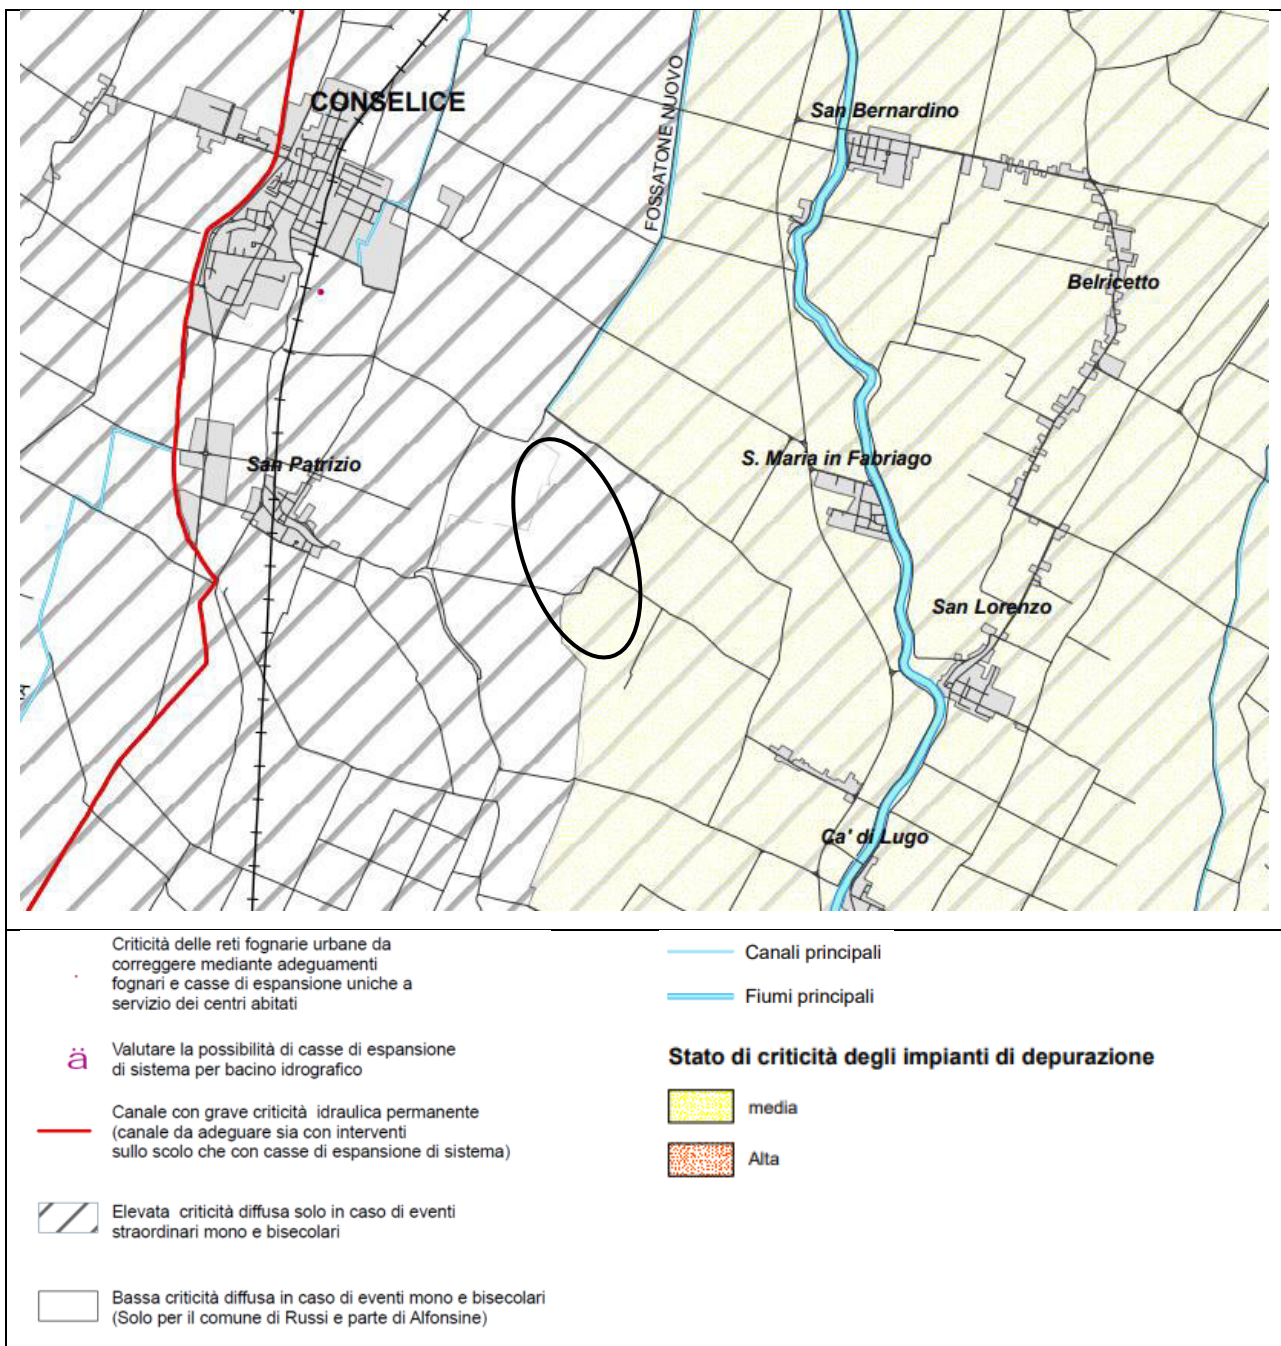 CONSELICE
San Bernardino
FOSSATONE NUOVO
Belricetto
San Patrizio
S. Maria in Fabriago
San Lorenzo
Ca' di Lugo
Criticità delle reti fognarie urbane da
correggere mediante adeguamenti
fognari e casse di espansione uniche a
servizio dei centri abitati
ä
Valutare la possibilità di casse di espansione
di sistema per bacino idrografico
Canale con grave criticità idraulica permanente
(canale da adeguare sia con interventi
sullo scolo che con casse di espansione di sistema)
Elevata criticità diffusa solo in caso di eventi
straordinari mono e bisecolari
Bassa criticità diffusa in caso di eventi mono e bisecolari
(Solo per il comune di Russi e parte di Alfonsine)
Canali principali
Fiumi principali
Stato di criticità degli impianti di depurazione
media
Alta